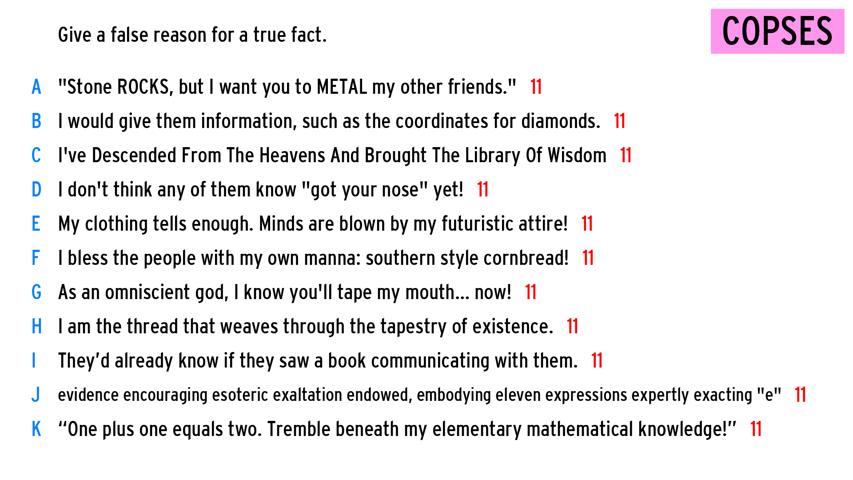 Give a false reason for a true fact.
COPSES
A "Stone ROCKS, but I want you to METAL my other friends." 11
B I would give them information, such as the coordinates for diamonds. 11
C I've Descended From The Heavens And Brought The Library Of Wisdom 11
D I don't think any of them know "got your nose" yet! 11
E My clothing tells enough. Minds are blown by my futuristic attire! 11
F I bless the people with my own manna: southern style cornbread! 11
G As an omniscient god, I know you'll tape my mouth... now! 11
H I am the thread that weaves through the tapestry of existence. 11
I They’d already know if they saw a book communicating with them. 11
J evidence encouraging esoteric exaltation endowed, embodying eleven expressions expertly exacting "e" 11
K “One plus one equals two. Tremble beneath my elementary mathematical knowledge!” 11